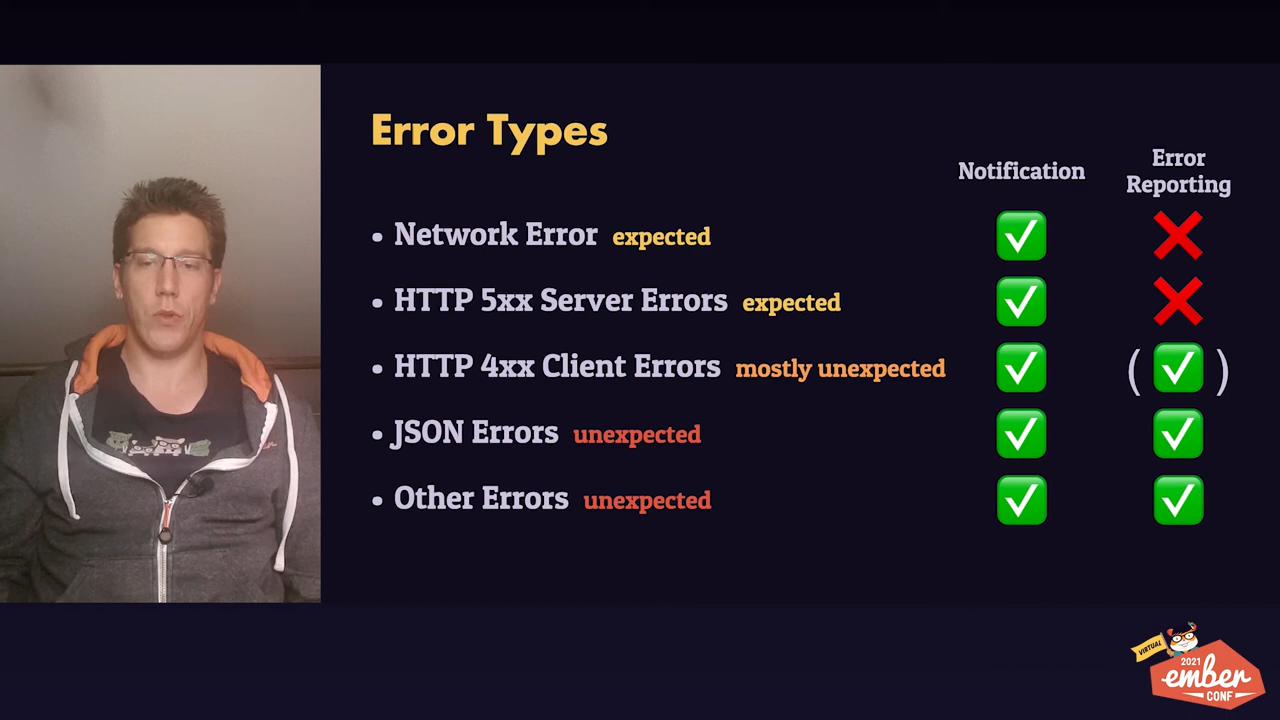 Error Types
Notification
Error
Reporting
• Network Error expected
• HTTP 5xx Server Errors expected
• HTTP 4xx Client Errors mostly unexpected
( )
• JSON Errors unexpected
• Other Errors unexpected
VIRTUAL
2021
ember
CONF